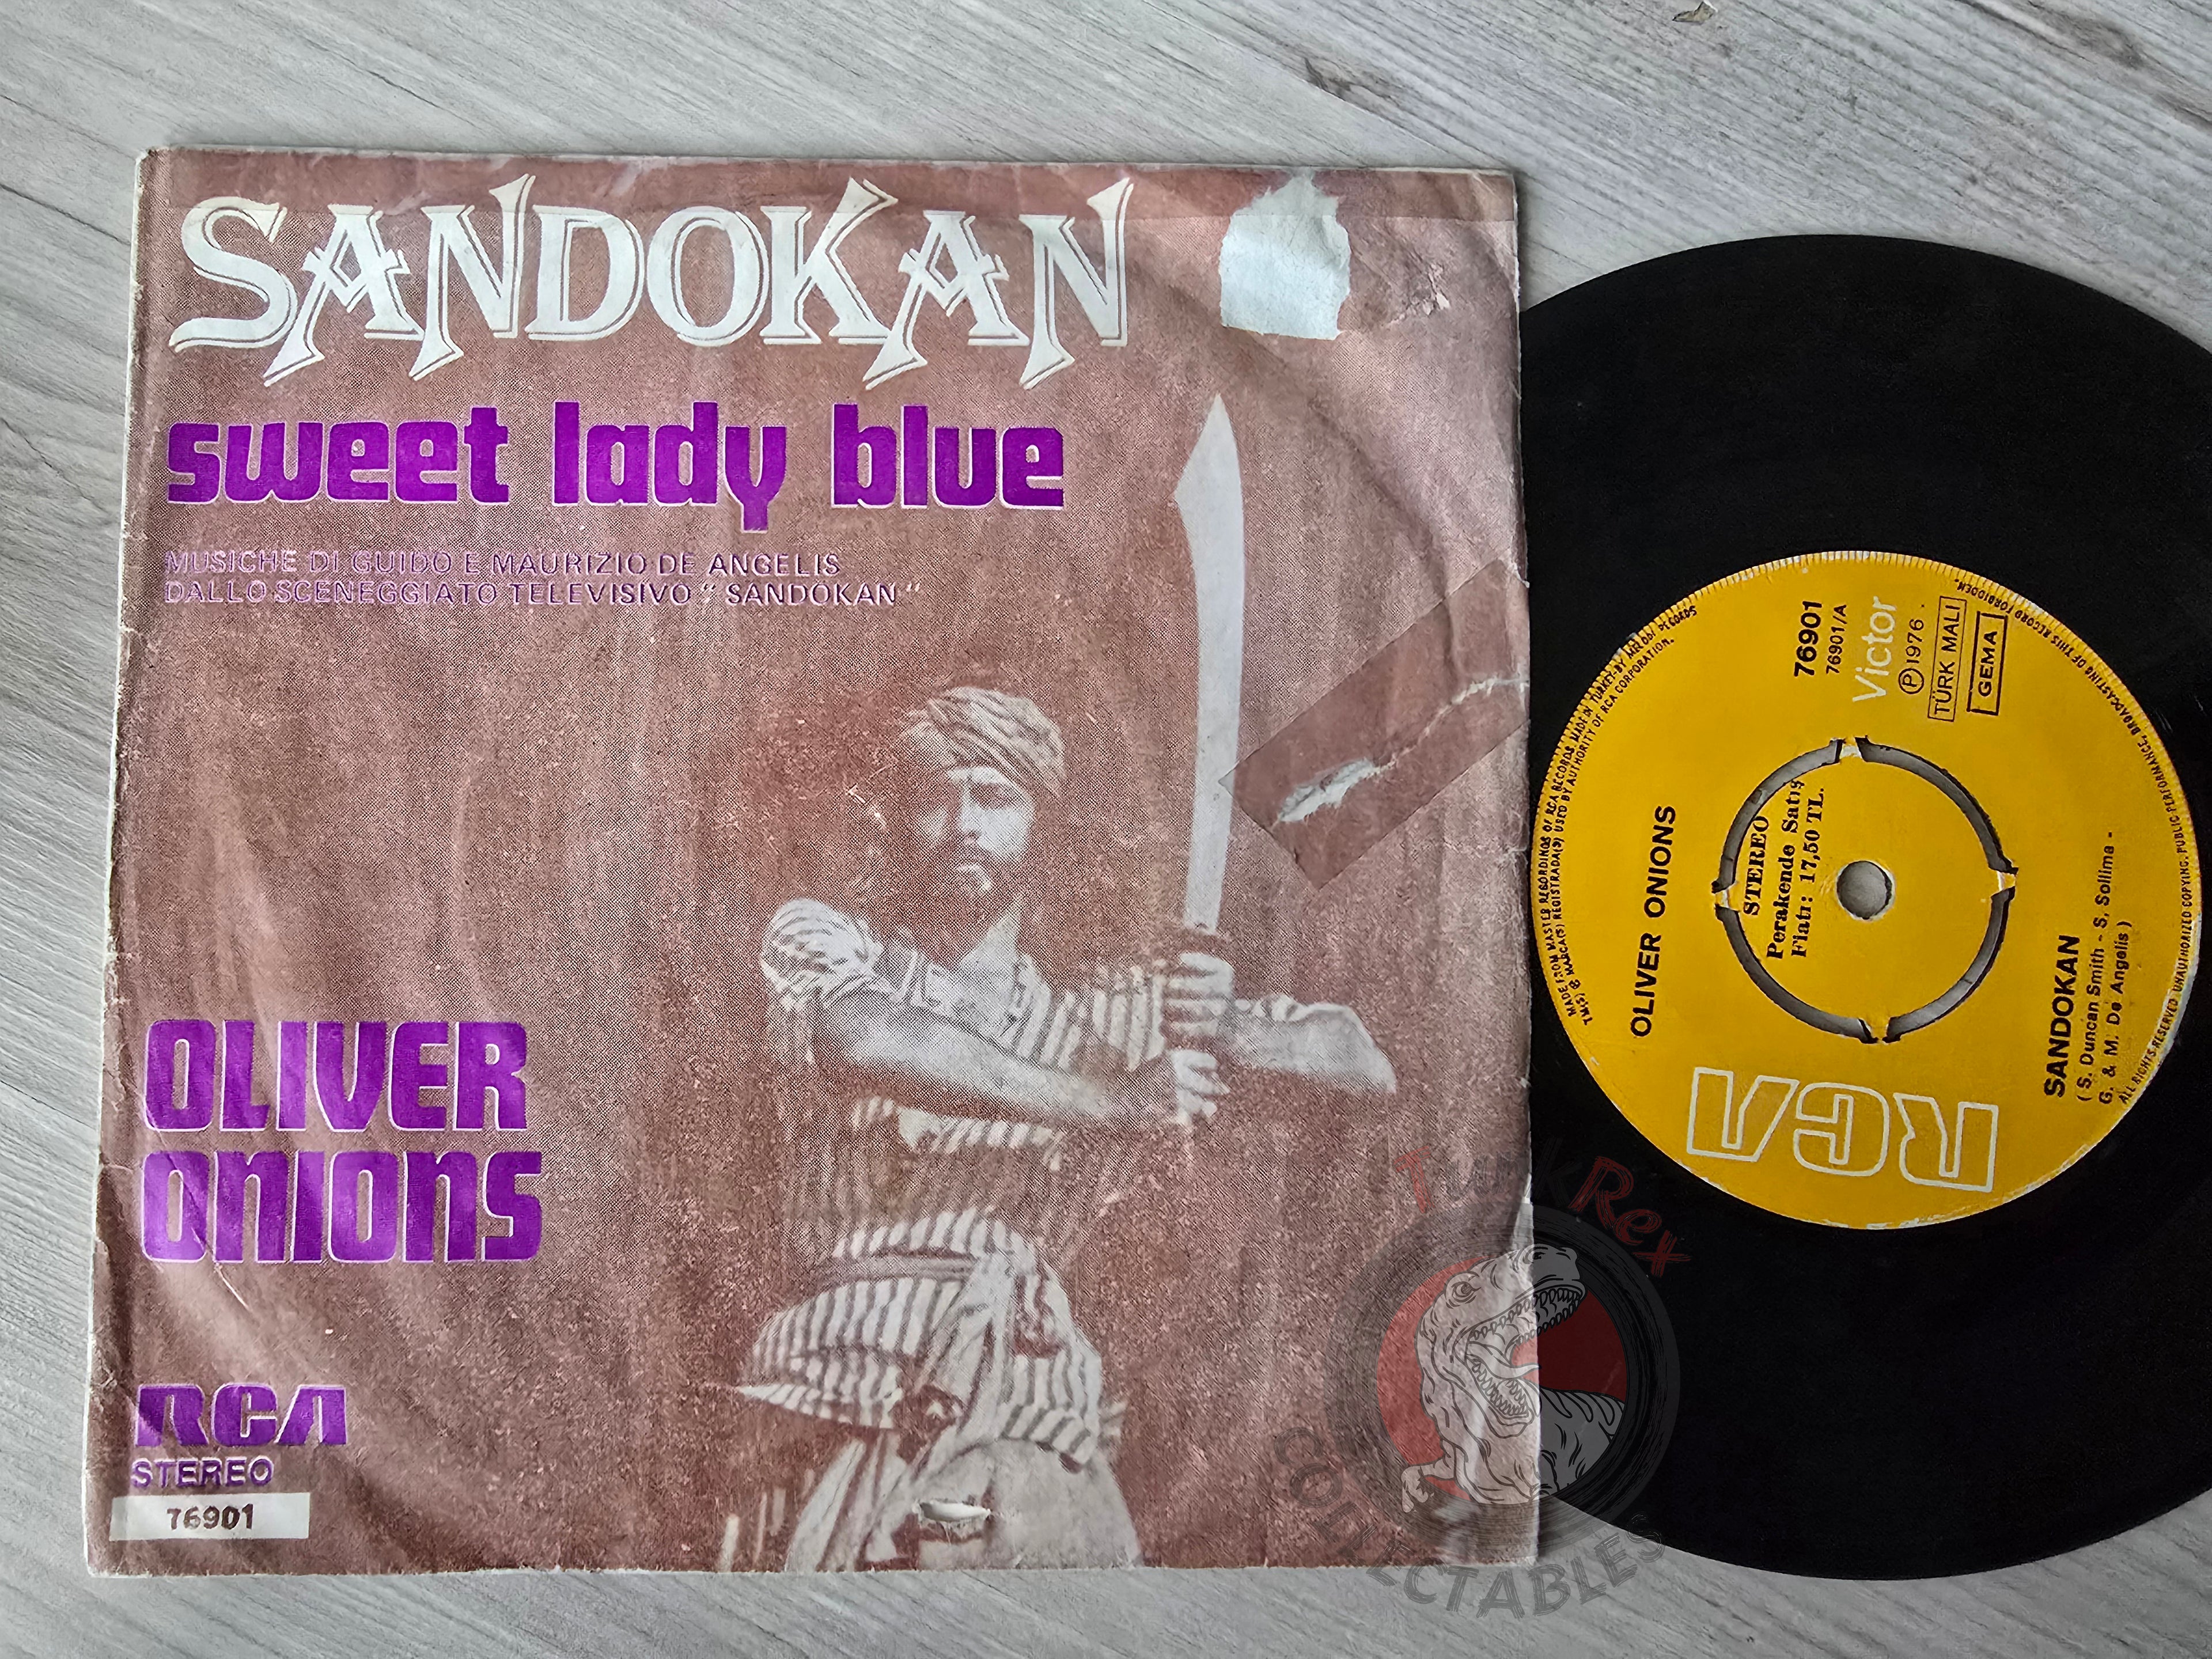 SANDOKAN
sweet lady blue
MUSICHE DI GUIDO E MAURIZIO DE ANGELIS
DALLO SCENEGGIATO TELEVISIVO "SANDOKAN"
OLIVER
ONIONS
RCA
STEREO
76901
MADE FROM MASTER RECORDINGS OF RCA RECORDS. MADE IN TURKEY BY MELODI RECORDS
TM(S) ® MARCA(S) REGISTRADA(S) USED BY AUTHORITY OF RCA CORPORATION.
OLIVER ONIONS
STEREO
Perakende Satış
Fiatı: 17,50 TL.
76901
76901/A
Victor
Ⓟ 1976.
TÜRK MALI
GEMA
RCA
SANDOKAN
( S. Duncan Smith - S. Sollima -
G. & M. De Angelis )
ALL RIGHTS RESERVED UNAUTHORIZED COPYING. PUBLIC PERFORMANCE, BROADCASTING OF THIS RECORD FORBIDDEN.
TurkRex
COLLECTABLES